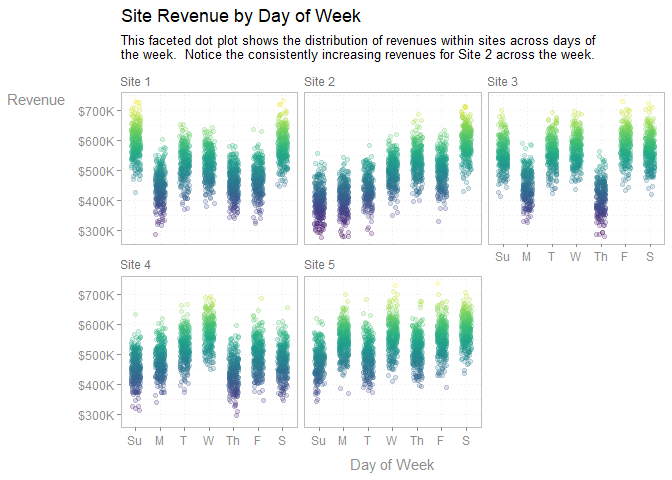 Site Revenue by Day of Week
This faceted dot plot shows the distribution of revenues within sites across days of
the week.  Notice the consistently increasing revenues for Site 2 across the week.
Site 1 Site 2 Site 3
Revenue
$700K
$600K
$500K
$400K
$300K
Su M T W Th F S
Site 4 Site 5
$700K
$600K
$500K
$400K
$300K
Su M T W Th F S Su M T W Th F S
Day of Week